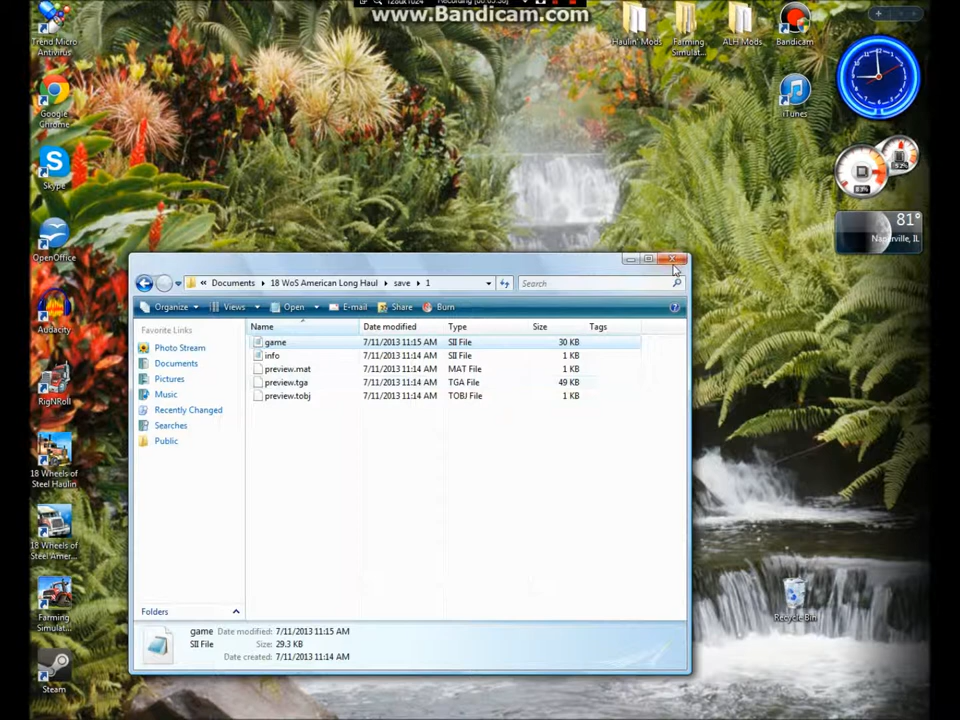 Recording [00:03:30]
www.Bandicam.com
Trend Micro
Antivirus
Google
Chrome
Skype
OpenOffice
Audacity
RigNRoll
18 Wheels of
Steel Haulin
18 Wheels of
Steel Amer...
Farming
Simulat...
Steam
Haulin' Mods
Farming
Simulat...
ALH Mods
Bandicam
iTunes
81°
Naperville, IL
Recycle Bin
« Documents ▸ 18 WoS American Long Haul ▸ save ▸ 1
Search
Organize Views Open E-mail Share Burn
Favorite Links
Photo Stream
Documents
Pictures
Music
Recently Changed
Searches
Public
Folders
Name Date modified Type Size Tags
game 7/11/2013 11:15 AM SII File 30 KB
info 7/11/2013 11:14 AM SII File 1 KB
preview.mat 7/11/2013 11:14 AM MAT File 1 KB
preview.tga 7/11/2013 11:14 AM TGA File 49 KB
preview.tobj 7/11/2013 11:14 AM TOBJ File 1 KB
game Date modified: 7/11/2013 11:15 AM
SII File Size: 29.3 KB
Date created: 7/11/2013 11:14 AM